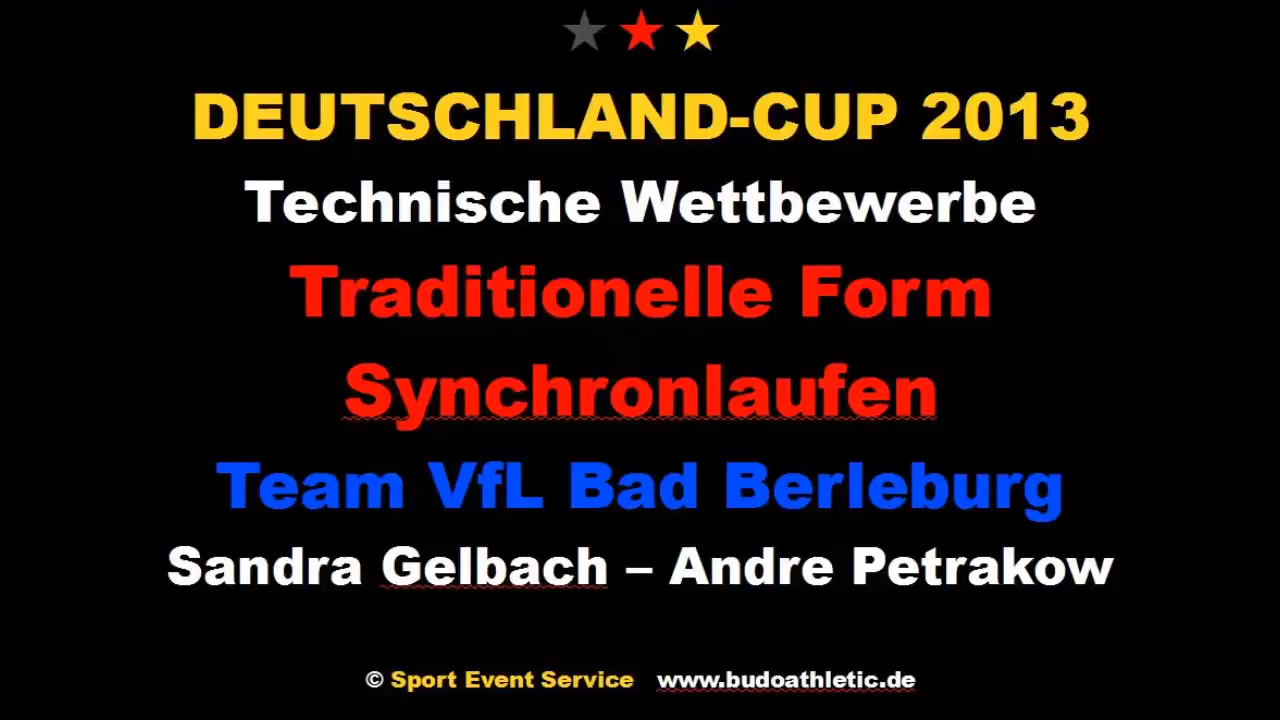 DEUTSCHLAND-CUP 2013
Technische Wettbewerbe
Traditionelle Form
Synchronlaufen
Team VfL Bad Berleburg
Sandra Gelbach – Andre Petrakow
© Sport Event Service www.budoathletic.de